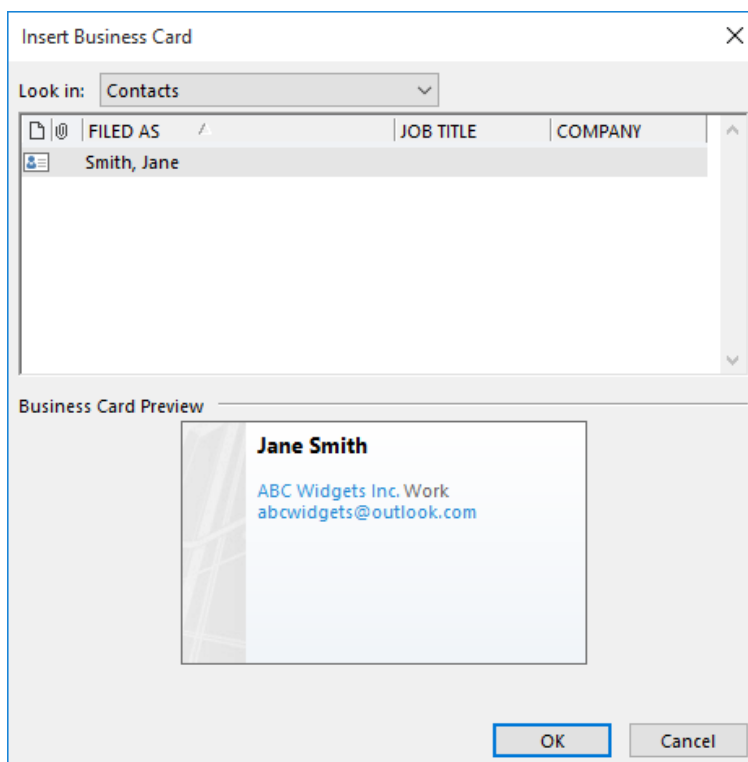 Insert Business Card
Look in: Contacts
FILED AS JOB TITLE COMPANY
Smith, Jane
Business Card Preview
Jane Smith
ABC Widgets Inc. Work
abcwidgets@outlook.com
OK Cancel